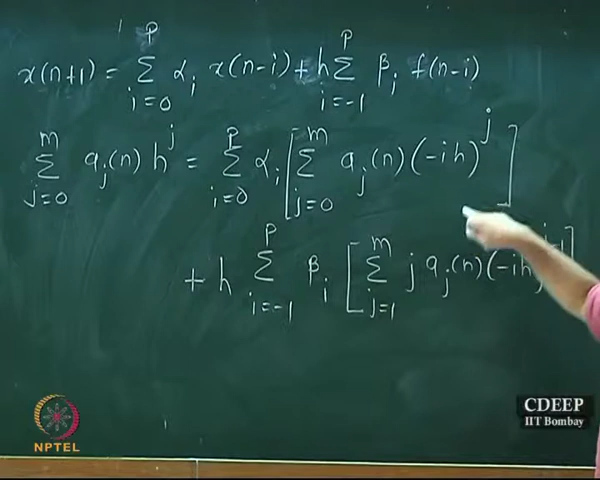 x(n+1) = Σ_{i=0}^{p} α_i x(n-i) + h Σ_{i=-1}^{p} β_i f(n-i)
Σ_{j=0}^{m} a_j(n) h^j = Σ_{i=0}^{p} α_i [Σ_{j=0}^{m} a_j(n) (-ih)^j]
+ h Σ_{i=-1}^{p} β_i [Σ_{j=1}^{m} j a_j(n) (-ih)^{j-1}]
CDEEP
IIT Bombay
NPTEL